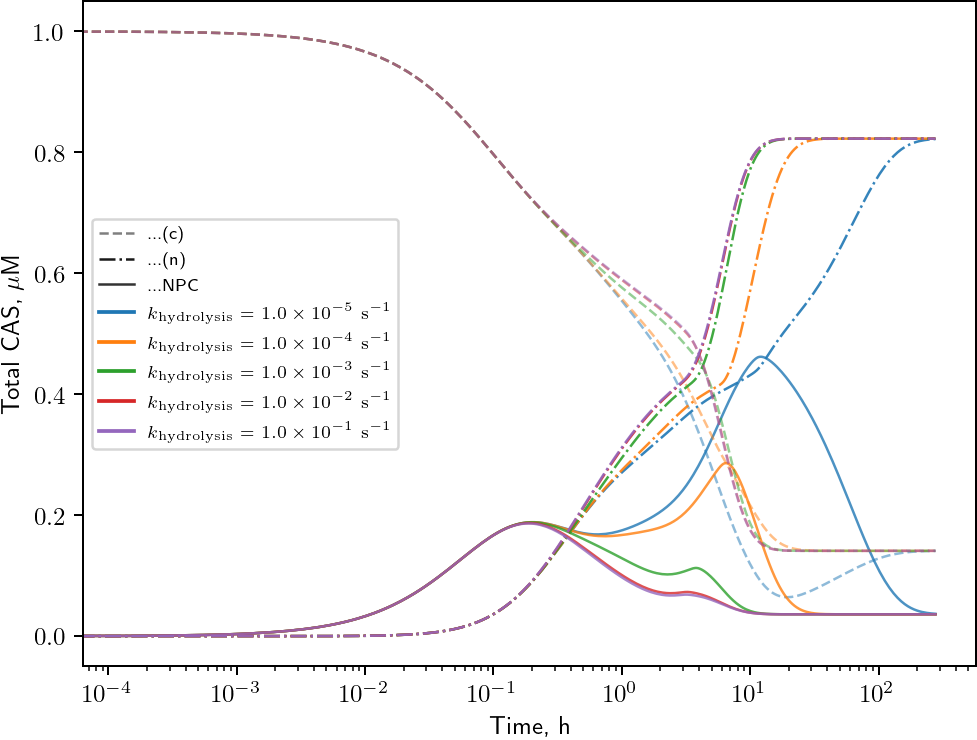 Total CAS, μM
1.0
0.8
0.6
0.4
0.2
0.0
...(c)
...(n)
...NPC
k_hydrolysis = 1.0 × 10⁻⁵ s⁻¹
k_hydrolysis = 1.0 × 10⁻⁴ s⁻¹
k_hydrolysis = 1.0 × 10⁻³ s⁻¹
k_hydrolysis = 1.0 × 10⁻² s⁻¹
k_hydrolysis = 1.0 × 10⁻¹ s⁻¹
10⁻⁴ 10⁻³ 10⁻² 10⁻¹ 10⁰ 10¹ 10²
Time, h